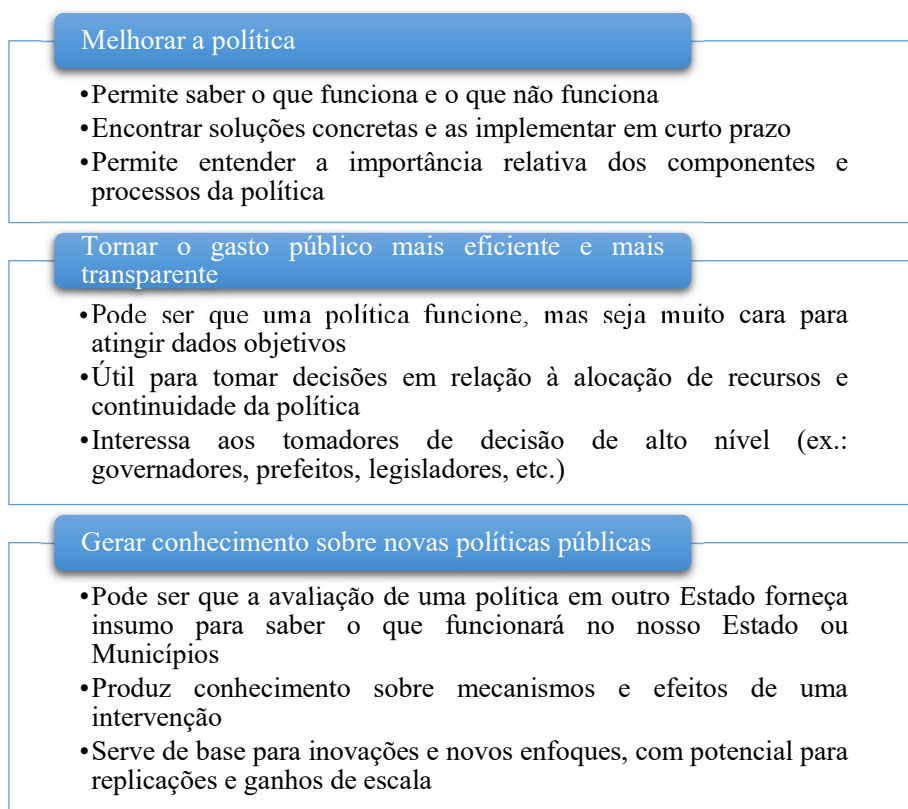 Melhorar a política
•Permite saber o que funciona e o que não funciona
•Encontrar soluções concretas e as implementar em curto prazo
•Permite entender a importância relativa dos componentes e
processos da política
Tornar o gasto público mais eficiente e mais
transparente
•Pode ser que uma política funcione, mas seja muito cara para
atingir dados objetivos
•Útil para tomar decisões em relação à alocação de recursos e
continuidade da política
•Interessa aos tomadores de decisão de alto nível (ex.:
governadores, prefeitos, legisladores, etc.)
Gerar conhecimento sobre novas políticas públicas
•Pode ser que a avaliação de uma política em outro Estado forneça
insumo para saber o que funcionará no nosso Estado ou
Municípios
•Produz conhecimento sobre mecanismos e efeitos de uma
intervenção
•Serve de base para inovações e novos enfoques, com potencial para
replicações e ganhos de escala